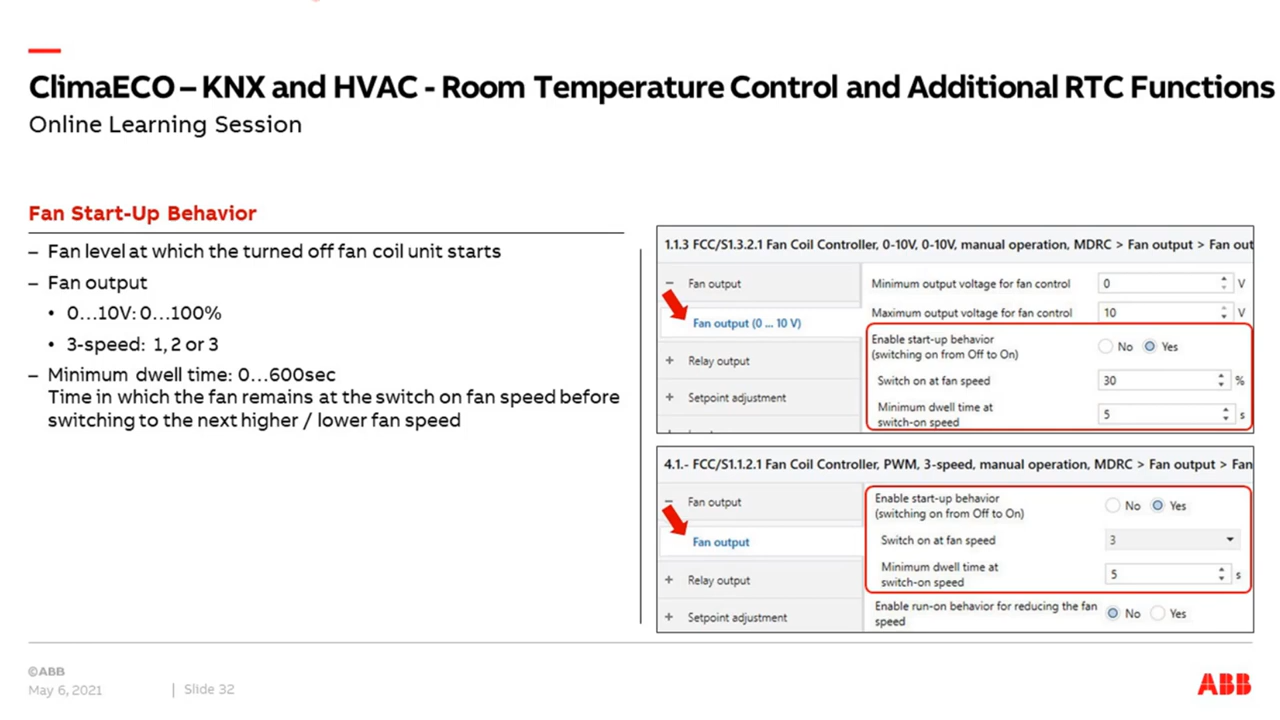 ClimaECO – KNX and HVAC - Room Temperature Control and Additional RTC Functions
Online Learning Session
Fan Start-Up Behavior
– Fan level at which the turned off fan coil unit starts
– Fan output
• 0…10V: 0…100%
• 3-speed: 1, 2 or 3
– Minimum dwell time: 0…600sec
Time in which the fan remains at the switch on fan speed before
switching to the next higher / lower fan speed
1.1.3 FCC/S1.3.2.1 Fan Coil Controller, 0-10V, 0-10V, manual operation, MDRC > Fan output > Fan out
– Fan output
Fan output (0 ... 10 V)
+ Relay output
+ Setpoint adjustment
Minimum output voltage for fan control 0 V
Maximum output voltage for fan control 10 V
Enable start-up behavior
(switching on from Off to On) No Yes
Switch on at fan speed 30 %
Minimum dwell time at
switch-on speed 5 s
4.1.- FCC/S1.1.2.1 Fan Coil Controller, PWM, 3-speed, manual operation, MDRC > Fan output > Fan
– Fan output
Fan output
+ Relay output
+ Setpoint adjustment
Enable start-up behavior
(switching on from Off to On) No Yes
Switch on at fan speed 3
Minimum dwell time at
switch-on speed 5 s
Enable run-on behavior for reducing the fan
speed No Yes
©ABB
May 6, 2021 | Slide 32
ABB